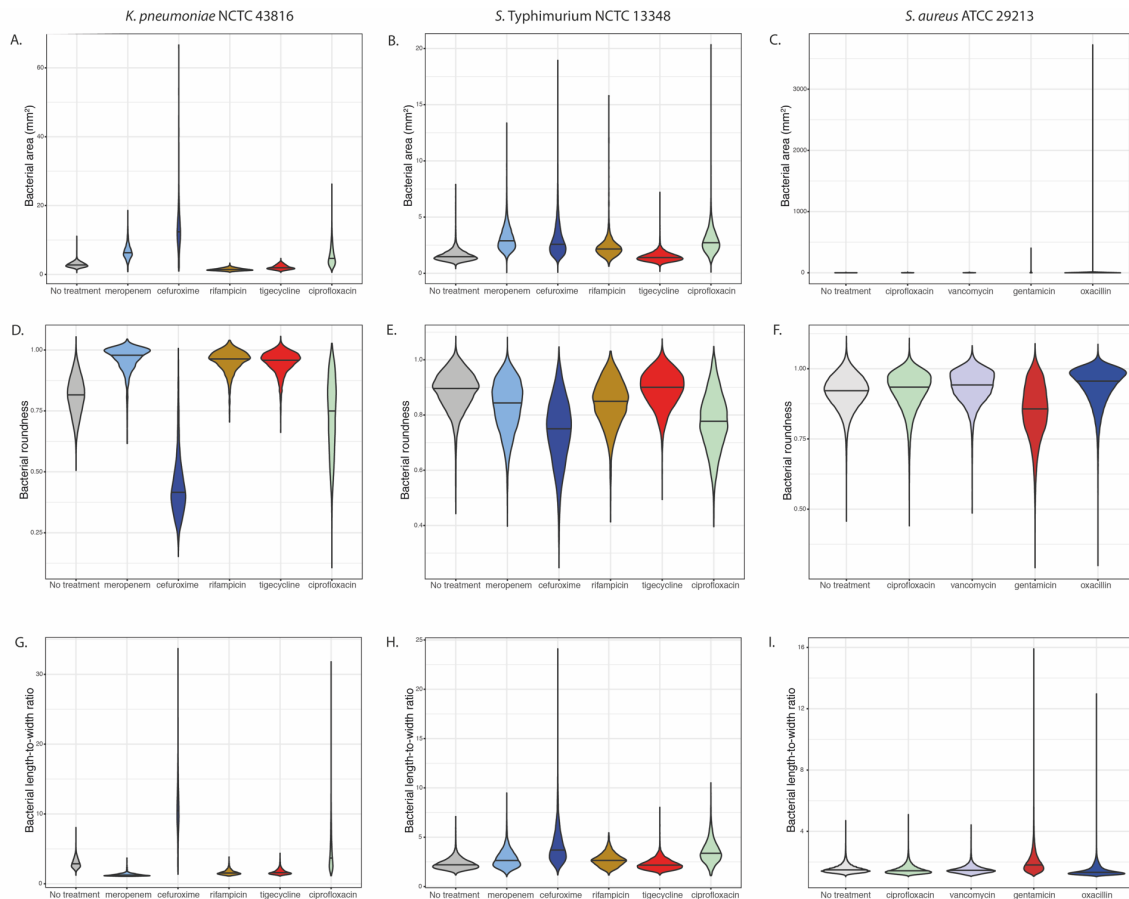 K. pneumoniae NCTC 43816
S. Typhimurium NCTC 13348
S. aureus ATCC 29213
A.
Bacterial area (mm²)
60
40
20
0
No treatment meropenem cefuroxime rifampicin tigecycline ciprofloxacin
B.
Bacterial area (mm²)
20
15
10
5
0
No treatment meropenem cefuroxime rifampicin tigecycline ciprofloxacin
C.
Bacterial area (mm²)
3000
2000
1000
0
No treatment ciprofloxacin vancomycin gentamicin oxacillin
D.
Bacterial roundness
1.00
0.75
0.50
0.25
No treatment meropenem cefuroxime rifampicin tigecycline ciprofloxacin
E.
Bacterial roundness
1.0
0.8
0.6
0.4
No treatment meropenem cefuroxime rifampicin tigecycline ciprofloxacin
F.
Bacterial roundness
1.00
0.75
0.50
No treatment ciprofloxacin vancomycin gentamicin oxacillin
G.
Bacterial length-to-width ratio
30
20
10
0
No treatment meropenem cefuroxime rifampicin tigecycline ciprofloxacin
H.
Bacterial length-to-width ratio
25
20
15
10
5
0
No treatment meropenem cefuroxime rifampicin tigecycline ciprofloxacin
I.
Bacterial length-to-width ratio
16
12
8
4
No treatment ciprofloxacin vancomycin gentamicin oxacillin